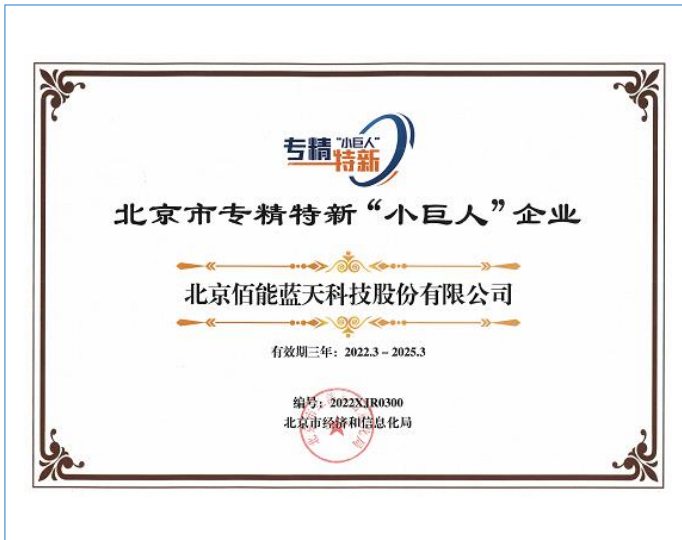 专精 "小巨人"
特新
北京市专精特新“小巨人”企业
北京佰能蓝天科技股份有限公司
有效期三年：2022.3－2025.3
编号：2022XJR0300
北京市经济和信息化局